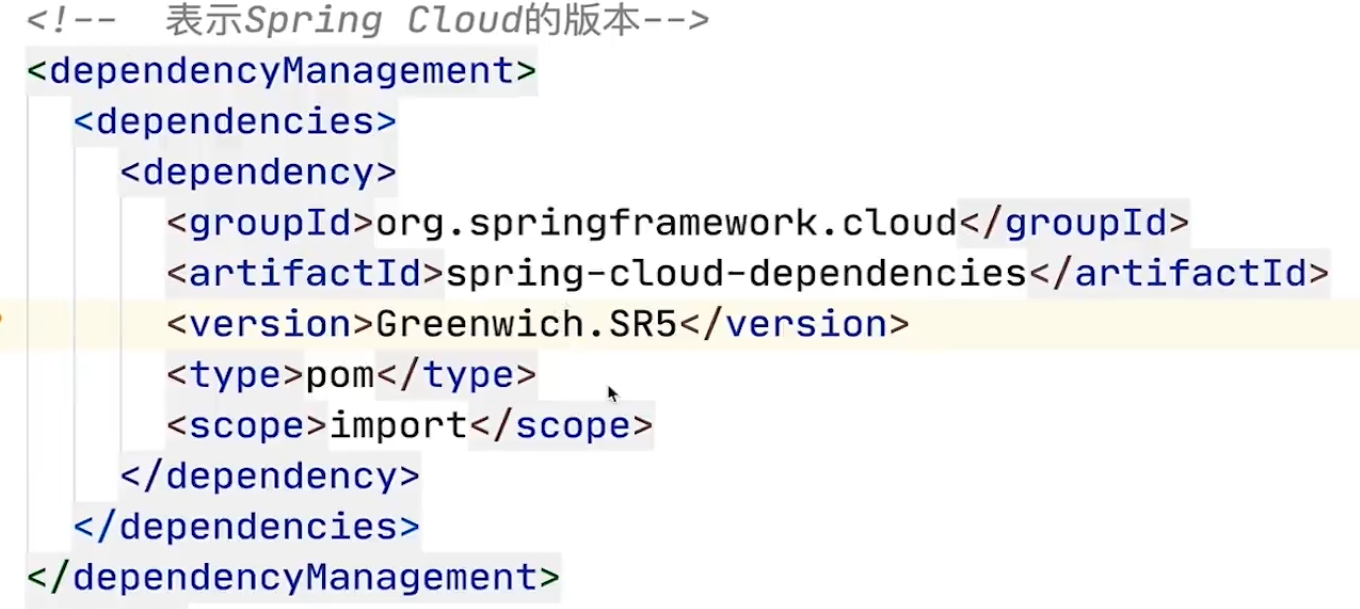 <!--  表示Spring Cloud的版本-->
<dependencyManagement>
<dependencies>
<dependency>
<groupId>org.springframework.cloud</groupId>
<artifactId>spring-cloud-dependencies</artifactId>
<version>Greenwich.SR5</version>
<type>pom</type>
<scope>import</scope>
</dependency>
</dependencies>
</dependencyManagement>